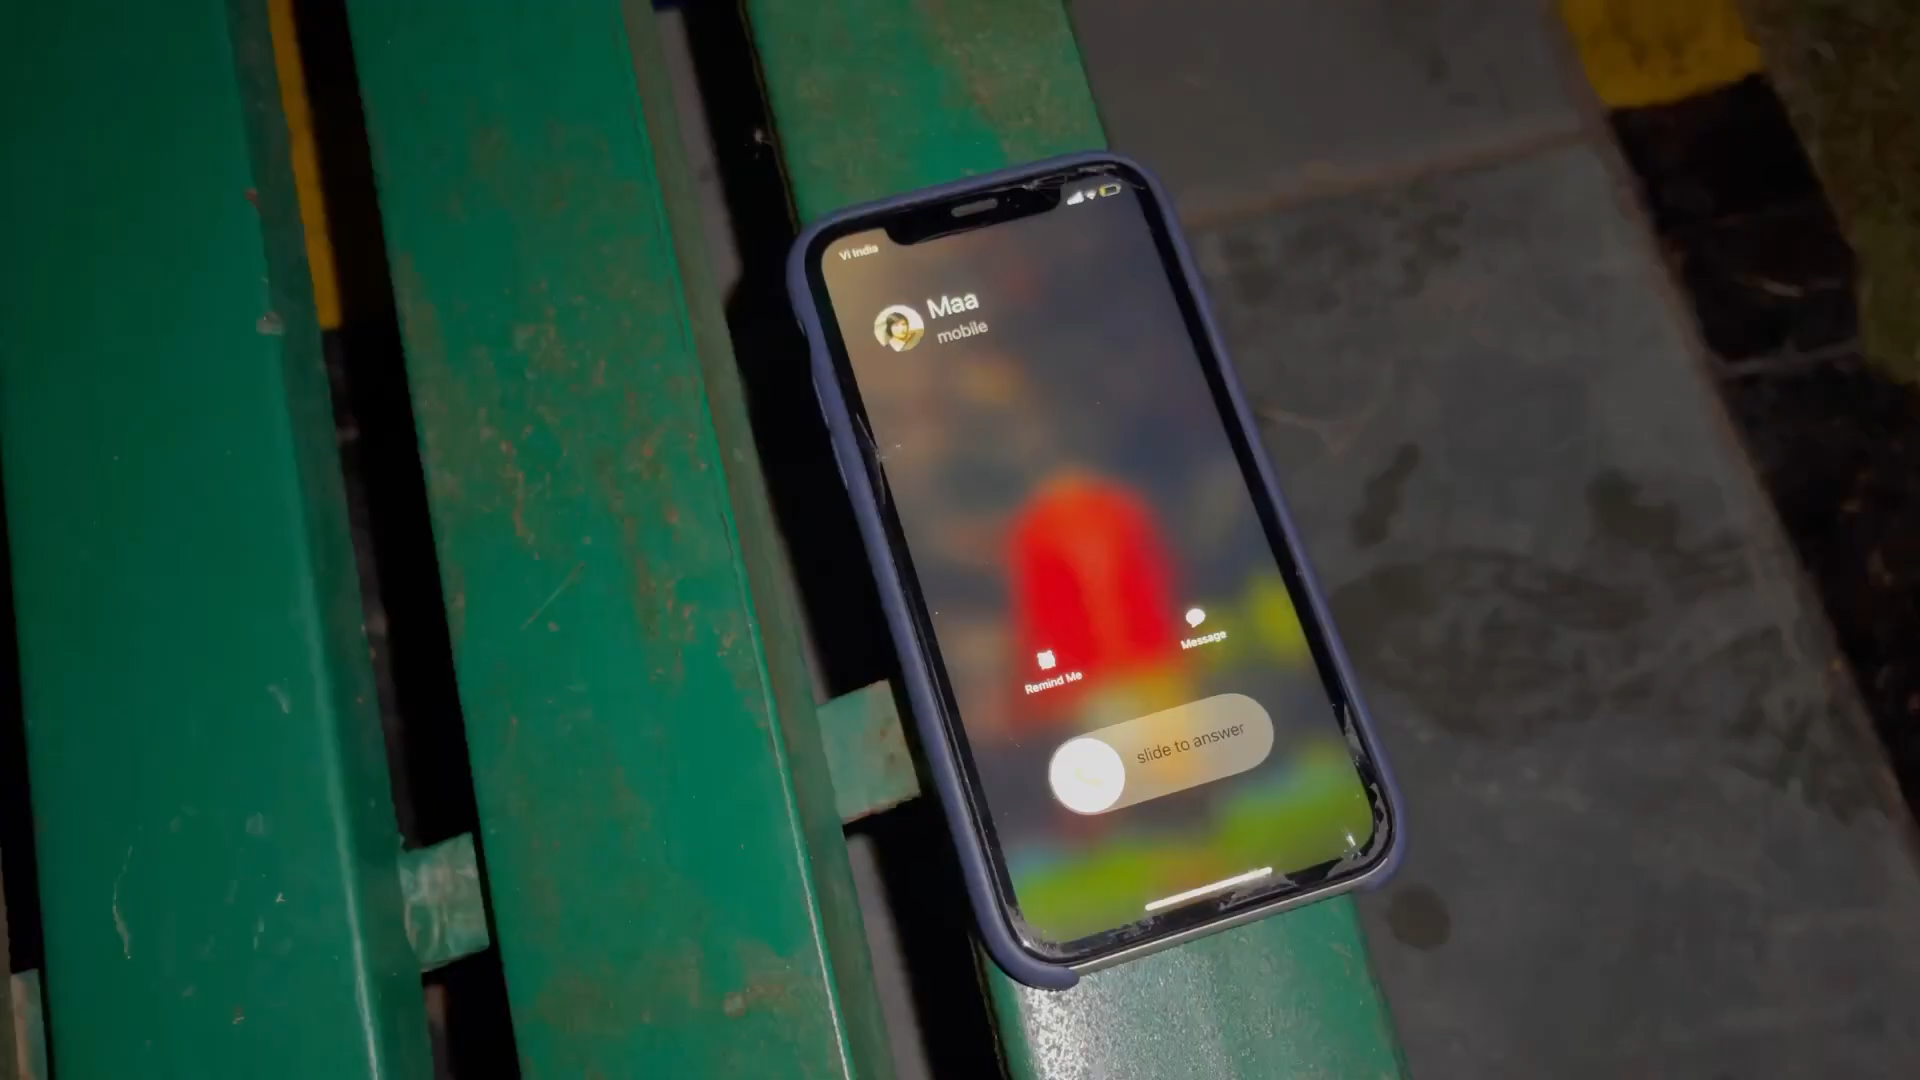 Vi India
Maa
mobile
Remind Me
Message
slide to answer